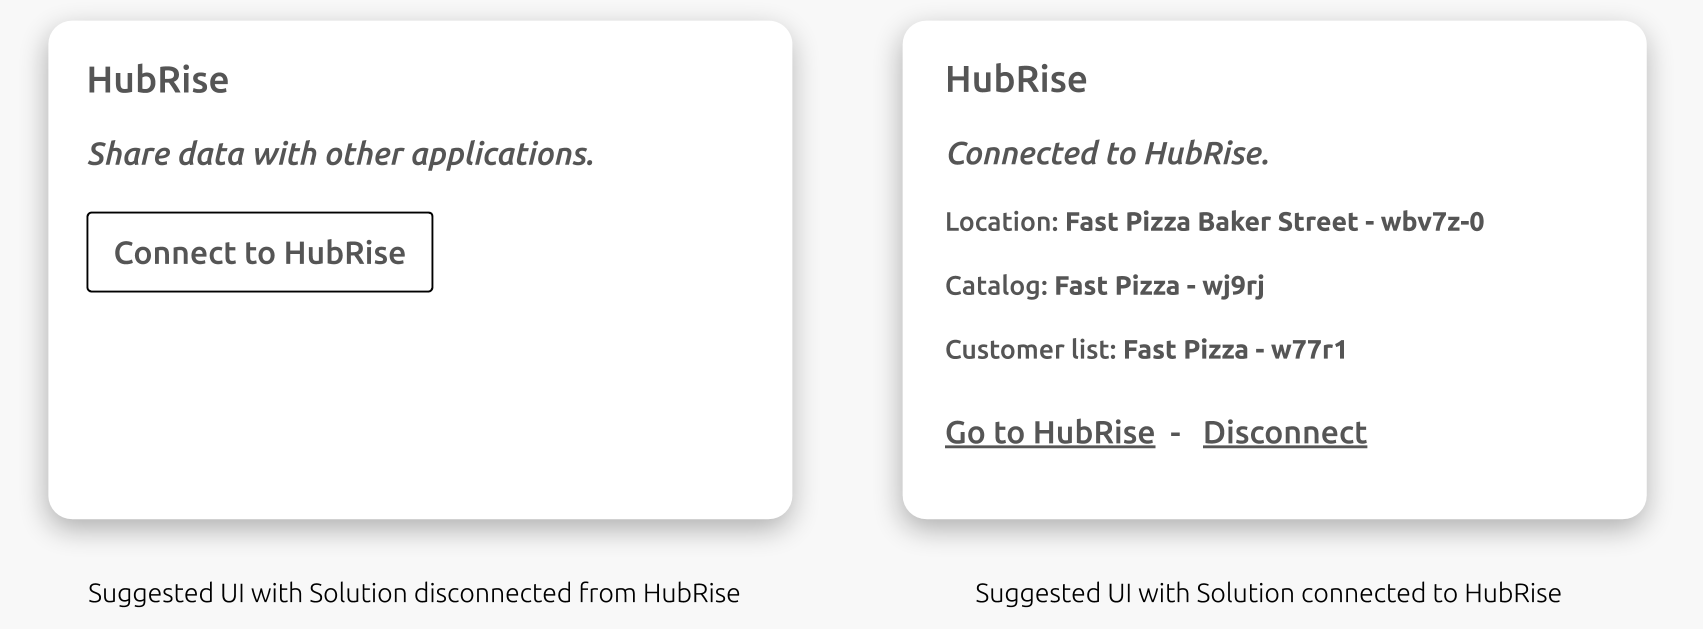 HubRise
Share data with other applications.
Connect to HubRise
Suggested UI with Solution disconnected from HubRise
HubRise
Connected to HubRise.
Location: Fast Pizza Baker Street - wbv7z-0
Catalog: Fast Pizza - wj9rj
Customer list: Fast Pizza - w77r1
Go to HubRise - Disconnect
Suggested UI with Solution connected to HubRise